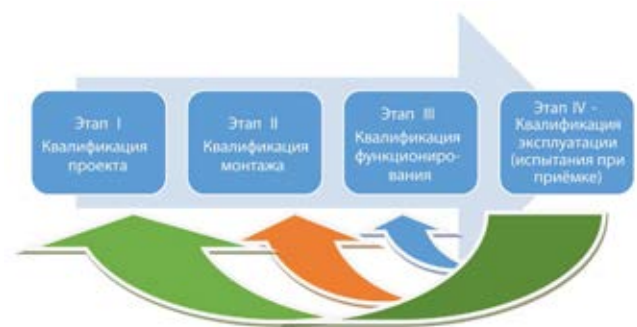 Этап I
Квалификация
проекта
Этап II
Квалификация
монтажа
Этап III
Квалификация
функциониро-
вания
Этап IV -
Квалификация
эксплуатации
(испытания при
приёмке)